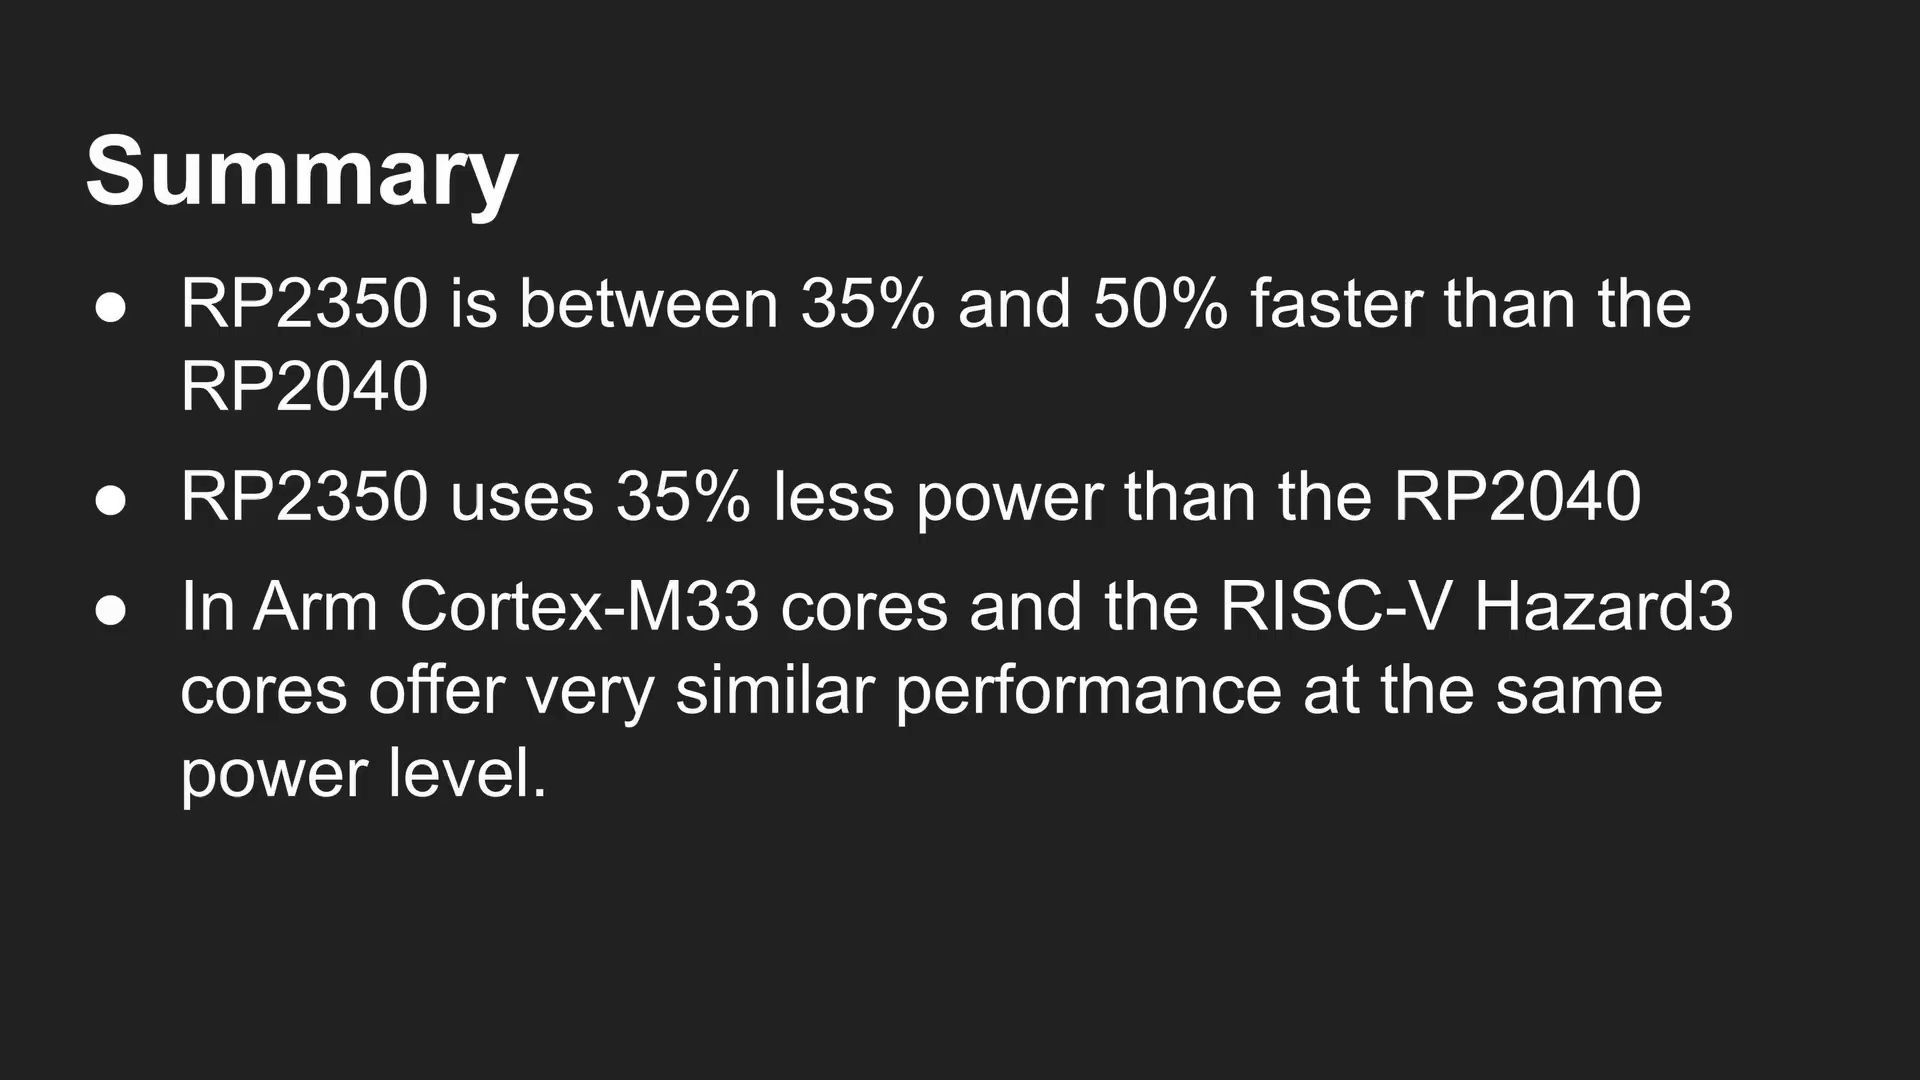 Summary
● RP2350 is between 35% and 50% faster than the
RP2040
● RP2350 uses 35% less power than the RP2040
● In Arm Cortex-M33 cores and the RISC-V Hazard3
cores offer very similar performance at the same
power level.